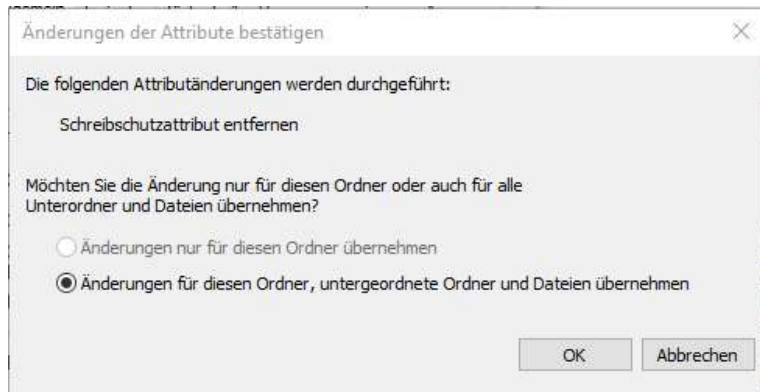 Änderungen der Attribute bestätigen
Die folgenden Attributänderungen werden durchgeführt:
Schreibschutzattribut entfernen
Möchten Sie die Änderung nur für diesen Ordner oder auch für alle
Unterordner und Dateien übernehmen?
Änderungen nur für diesen Ordner übernehmen
Änderungen für diesen Ordner, untergeordnete Ordner und Dateien übernehmen
OK
Abbrechen